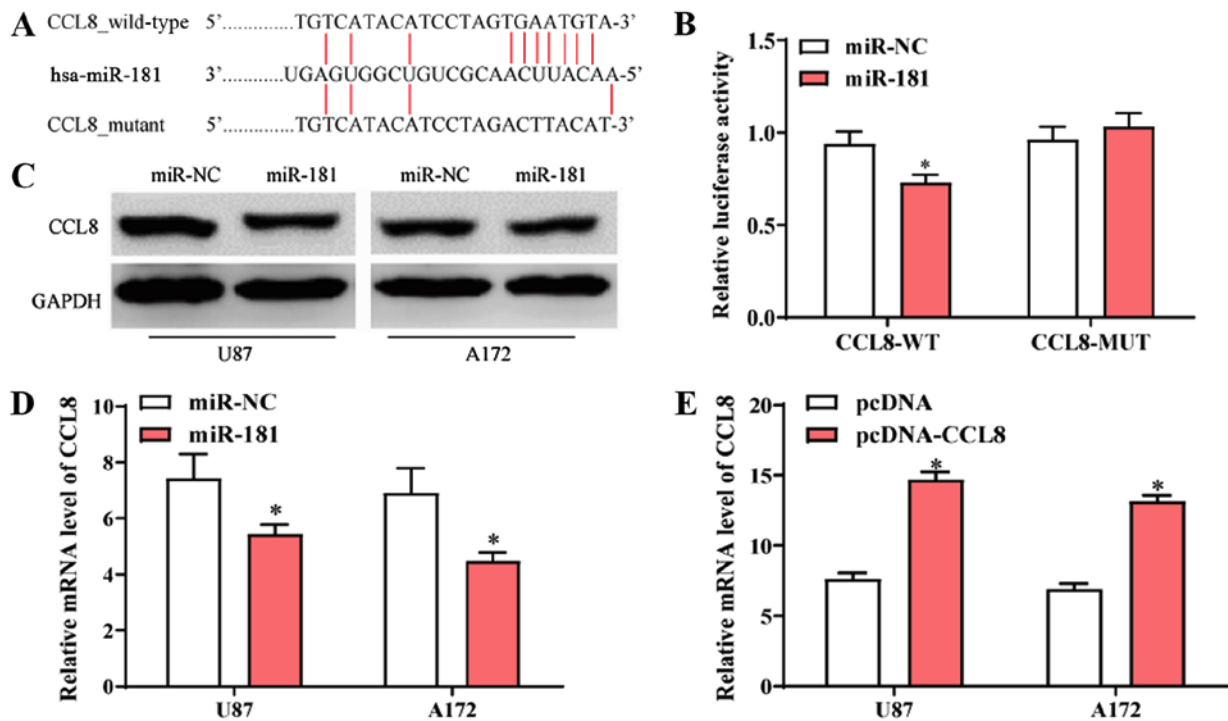 A
CCL8_wild-type 5’.............TGTCATACATCCTAGTGAATGTA-3’
hsa-miR-181 3’ UGAGUGGCUGUCGCAACUUACAA-5’
CCL8_mutant 5’.............TGTCATACATCCTAGACTTACAT-3’
B
miR-NC
miR-181
Relative luciferase activity
1.5
1.0
0.5
0.0
*
CCL8-WT CCL8-MUT
C
miR-NC miR-181 miR-NC miR-181
CCL8
GAPDH
U87 A172
D
miR-NC
miR-181
Relative mRNA level of CCL8
10
8
6
4
2
0
* *
U87 A172
E
pcDNA
pcDNA-CCL8
Relative mRNA level of CCL8
20
15
10
5
0
* *
U87 A172